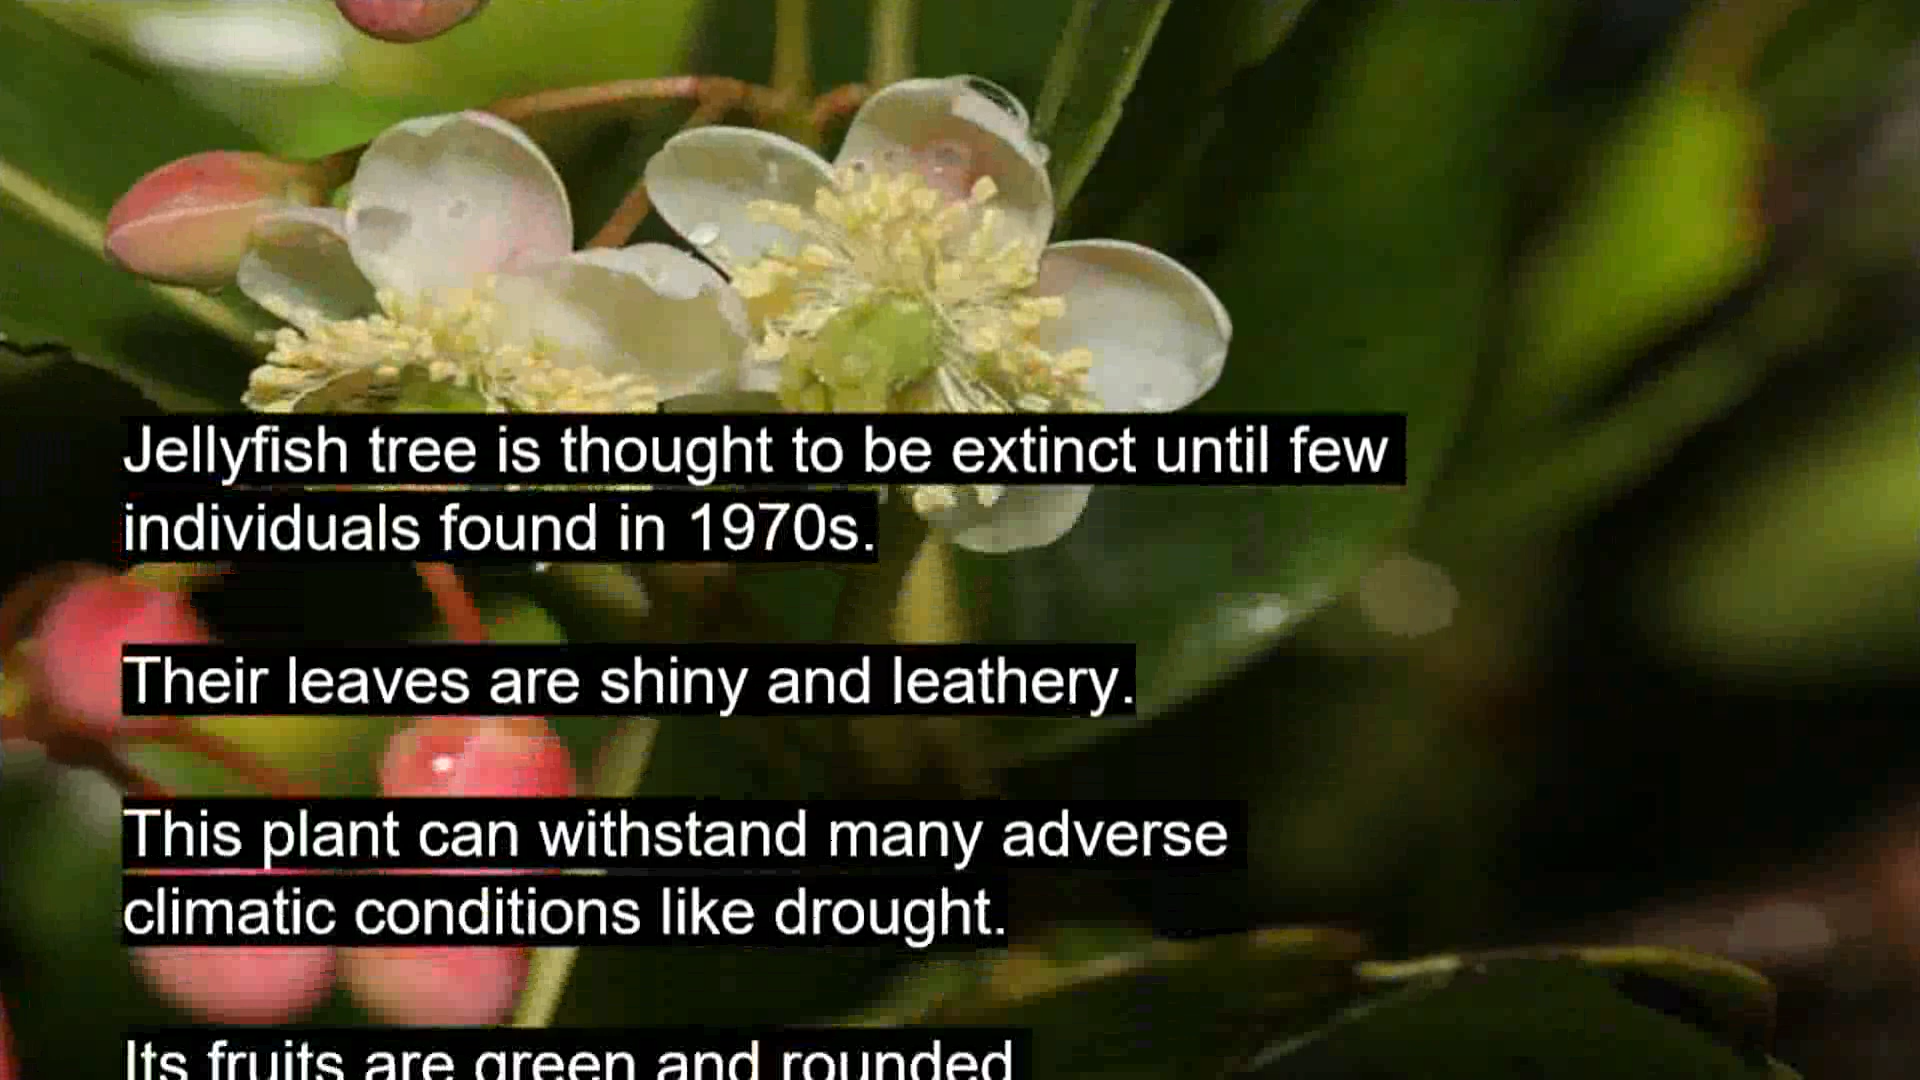 Jellyfish tree is thought to be extinct until few
individuals found in 1970s.
Their leaves are shiny and leathery.
This plant can withstand many adverse
climatic conditions like drought.
Its fruits are green and rounded